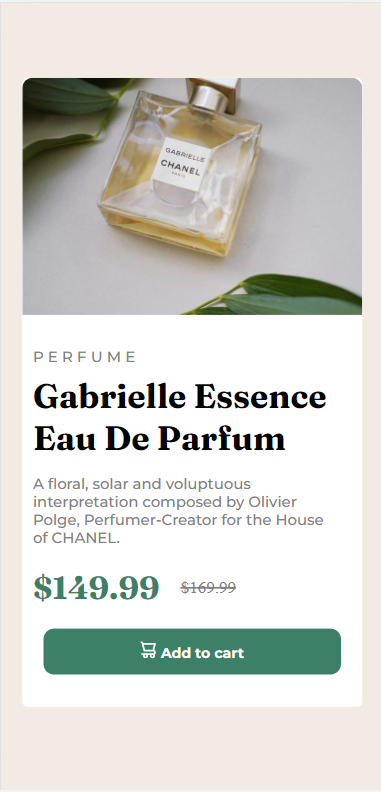 GABRIELLE
CHANEL
PARIS
PERFUME
Gabrielle Essence
Eau De Parfum
A floral, solar and voluptuous
interpretation composed by Olivier
Polge, Perfumer-Creator for the House
of CHANEL.
$149.99 $169.99
Add to cart